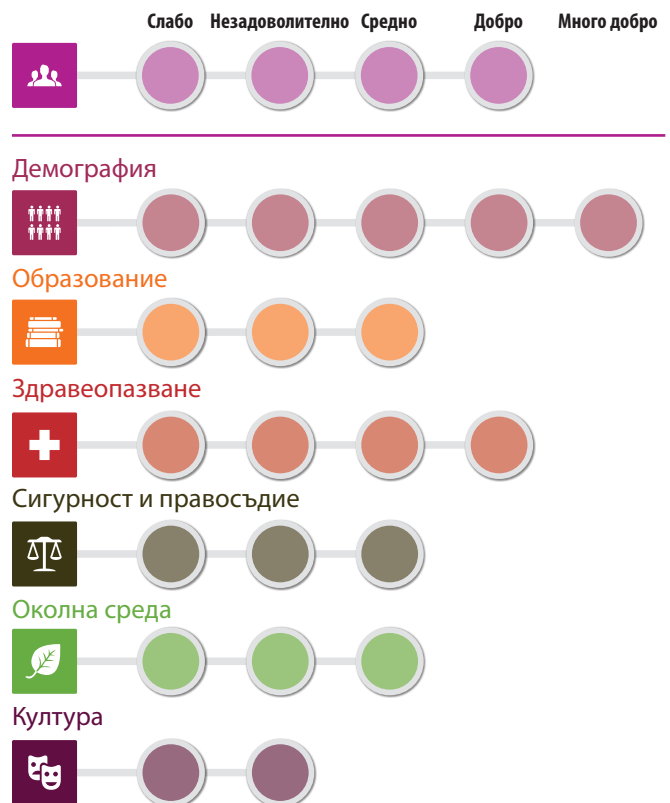 Слабо Незадоволително Средно Добро Много добро
Демография
Образование
Здравеопазване
Сигурност и правосъдие
Околна среда
Култура